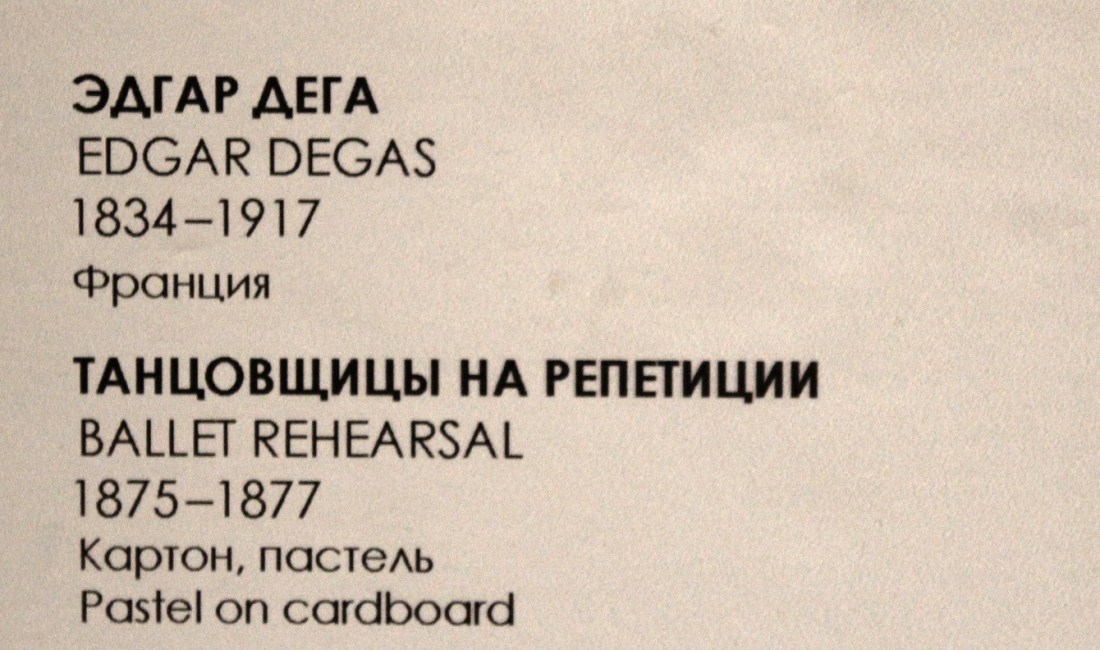 ЭДГАР ДЕГА
EDGAR DEGAS
1834–1917
Франция
ТАНЦОВЩИЦЫ НА РЕПЕТИЦИИ
BALLET REHEARSAL
1875–1877
Картон, пастель
Pastel on cardboard